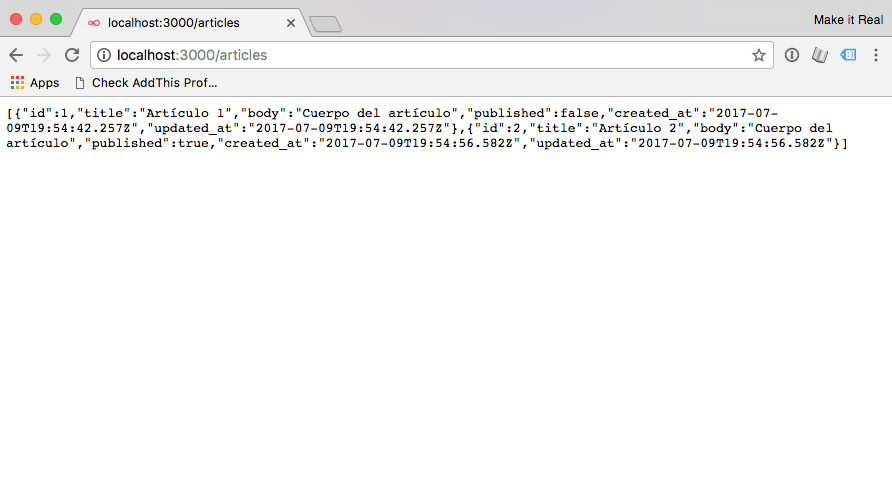 localhost:3000/articles
Make it Real
localhost:3000/articles
Apps
Check AddThis Prof...
[{"id":1,"title":"Artículo 1","body":"Cuerpo del artículo","published":false,"created_at":"2017-07-
09T19:54:42.257Z","updated_at":"2017-07-09T19:54:42.257Z"},{"id":2,"title":"Artículo 2","body":"Cuerpo del
artículo","published":true,"created_at":"2017-07-09T19:54:56.582Z","updated_at":"2017-07-09T19:54:56.582Z"}]